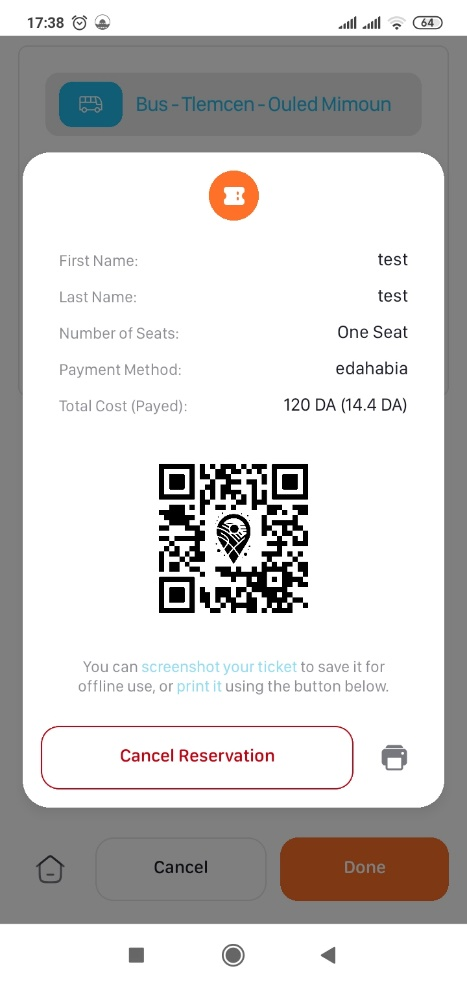 17:38
64
Bus - Tlemcen - Ouled Mimoun
First Name: test
Last Name: test
Number of Seats: One Seat
Payment Method: edahabia
Total Cost (Payed): 120 DA (14.4 DA)
You can screenshot your ticket to save it for
offline use, or print it using the button below.
Cancel Reservation
Cancel
Done